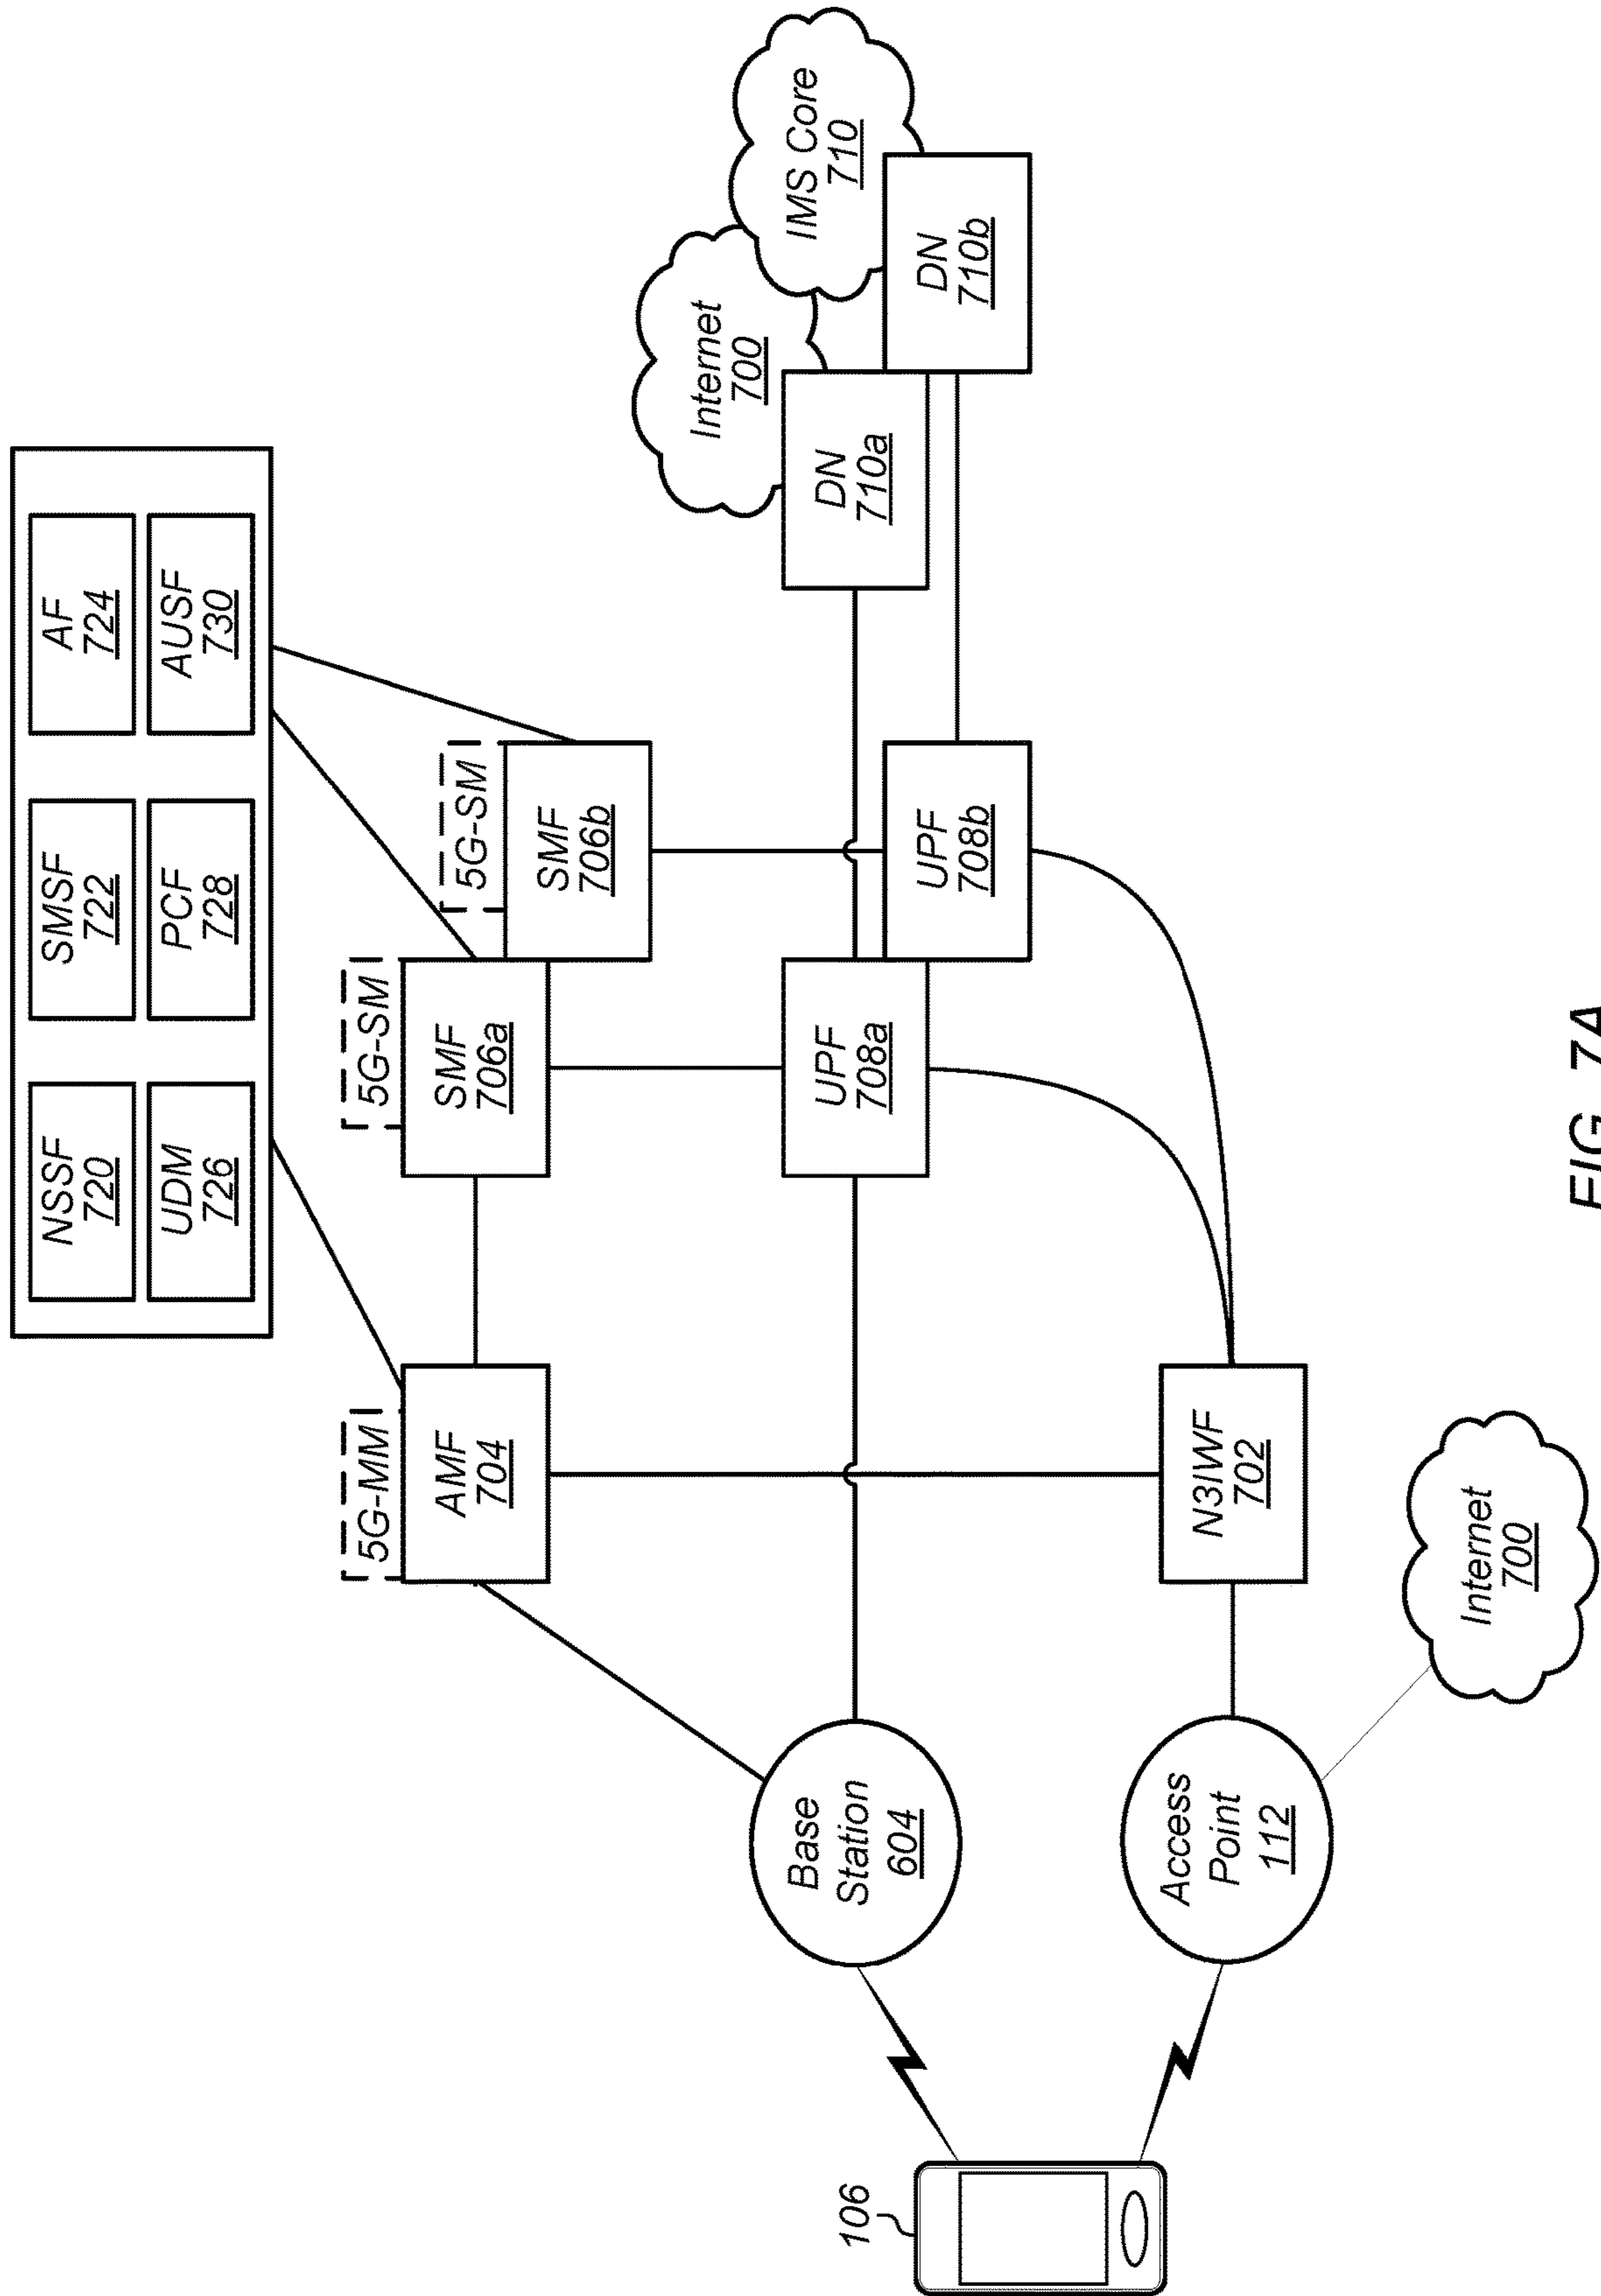 NSSF
720
SMSF
722
AF
724
UDM
726
PCF
728
AUSF
730
5G-MM
AMF
704
5G-SM
SMF
706a
5G-SM
SMF
706b
Internet
700
IMS Core
710
106
Base
Station
604
UPF
708a
UPF
708b
DN
710a
DN
710b
Access
Point
112
N3IWF
702
Internet
700
FIG. 7A